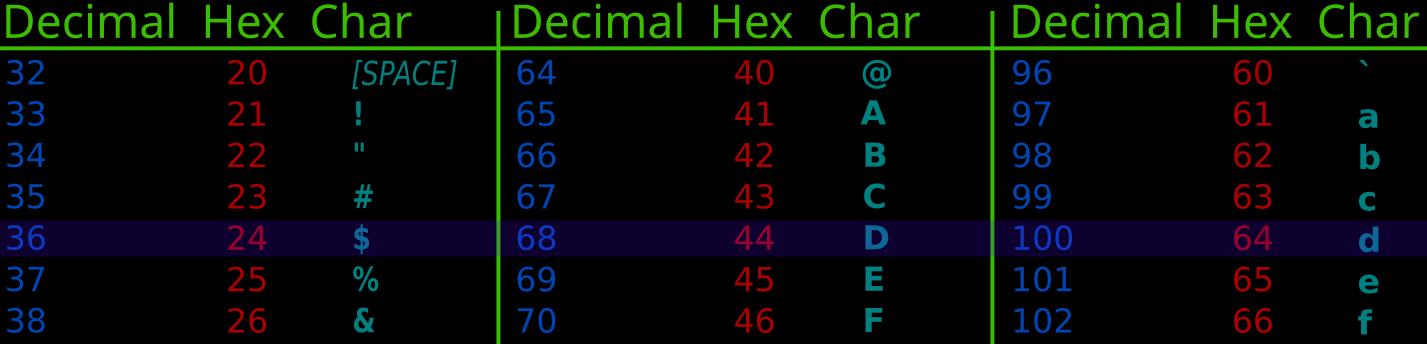 Decimal Hex Char Decimal Hex Char Decimal Hex Char
32 20 [SPACE] 64 40 @ 96 60 `
33 21 ! 65 41 A 97 61 a
34 22 " 66 42 B 98 62 b
35 23 # 67 43 C 99 63 c
36 24 $ 68 44 D 100 64 d
37 25 % 69 45 E 101 65 e
38 26 & 70 46 F 102 66 f